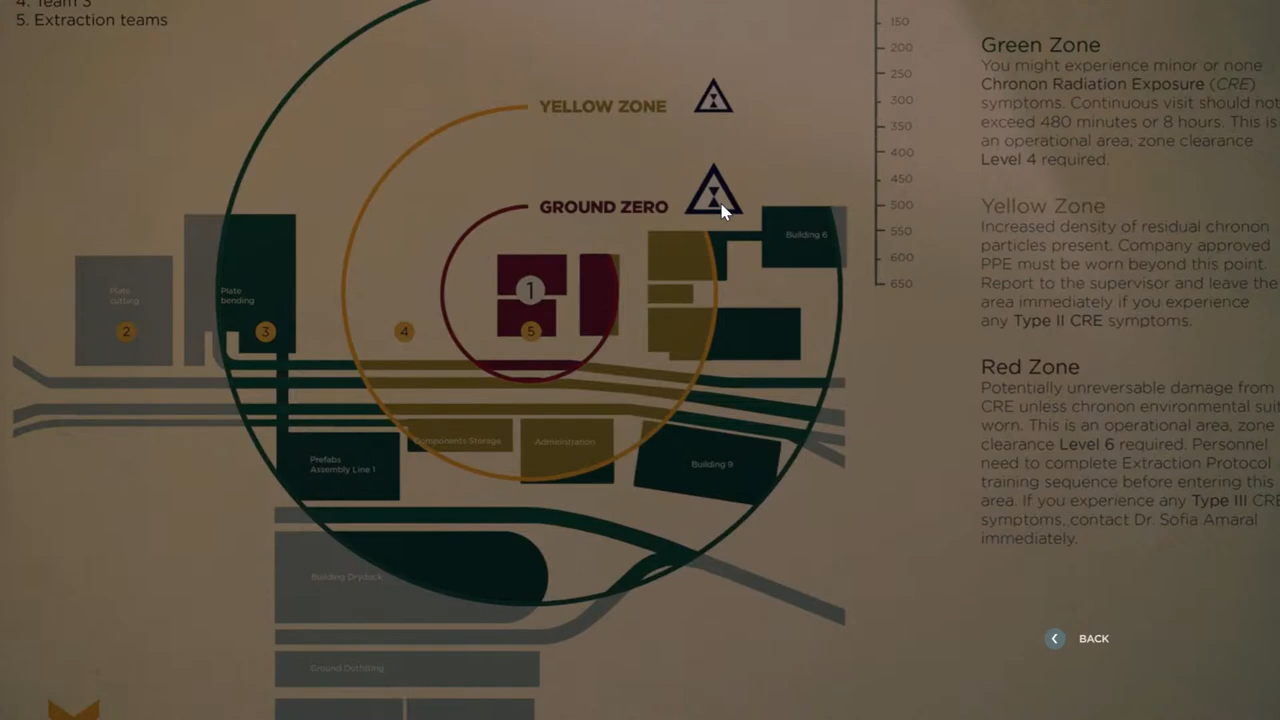 4. Team 3
5. Extraction teams
150
200
250
300
350
400
450
500
550
600
650
YELLOW ZONE
GROUND ZERO
Plate
cutting
2
Plate
bending
3
4
1
5
Building 6
Components Storage
Administration
Prefabs
Assembly Line 1
Building 9
Building Drydock
Ground Outfitting
Green Zone
You might experience minor or none
Chronon Radiation Exposure (CRE)
symptoms. Continuous visit should not
exceed 480 minutes or 8 hours. This is
an operational area, zone clearance
Level 4 required.
Yellow Zone
Increased density of residual chronon
particles present. Company approved
PPE must be worn beyond this point.
Report to the supervisor and leave the
area immediately if you experience
any Type II CRE symptoms.
Red Zone
Potentially unreversable damage from
CRE unless chronon environmental suit
worn. This is an operational area, zone
clearance Level 6 required. Personnel
need to complete Extraction Protocol
training sequence before entering this
area. If you experience any Type III CRE
symptoms, contact Dr. Sofia Amaral
immediately.
BACK